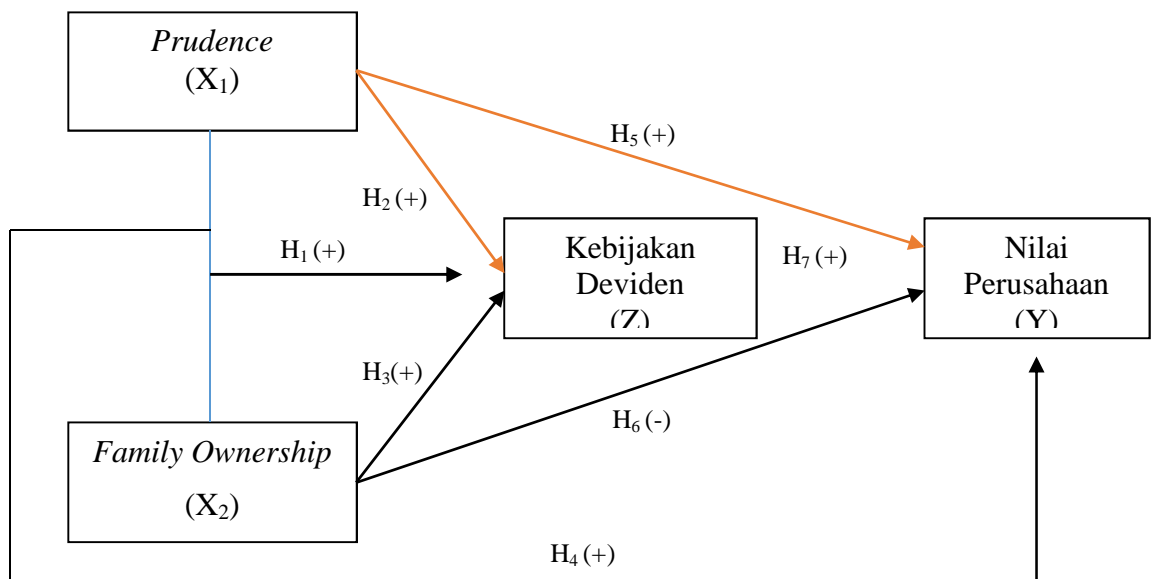 Prudence
(X₁)
H₅ (+)
H₂ (+)
H₁ (+)
Kebijakan
Deviden
(Z)
H₇ (+)
Nilai
Perusahaan
(Y)
H₃(+)
H₆ (-)
Family Ownership
(X₂)
H₄ (+)